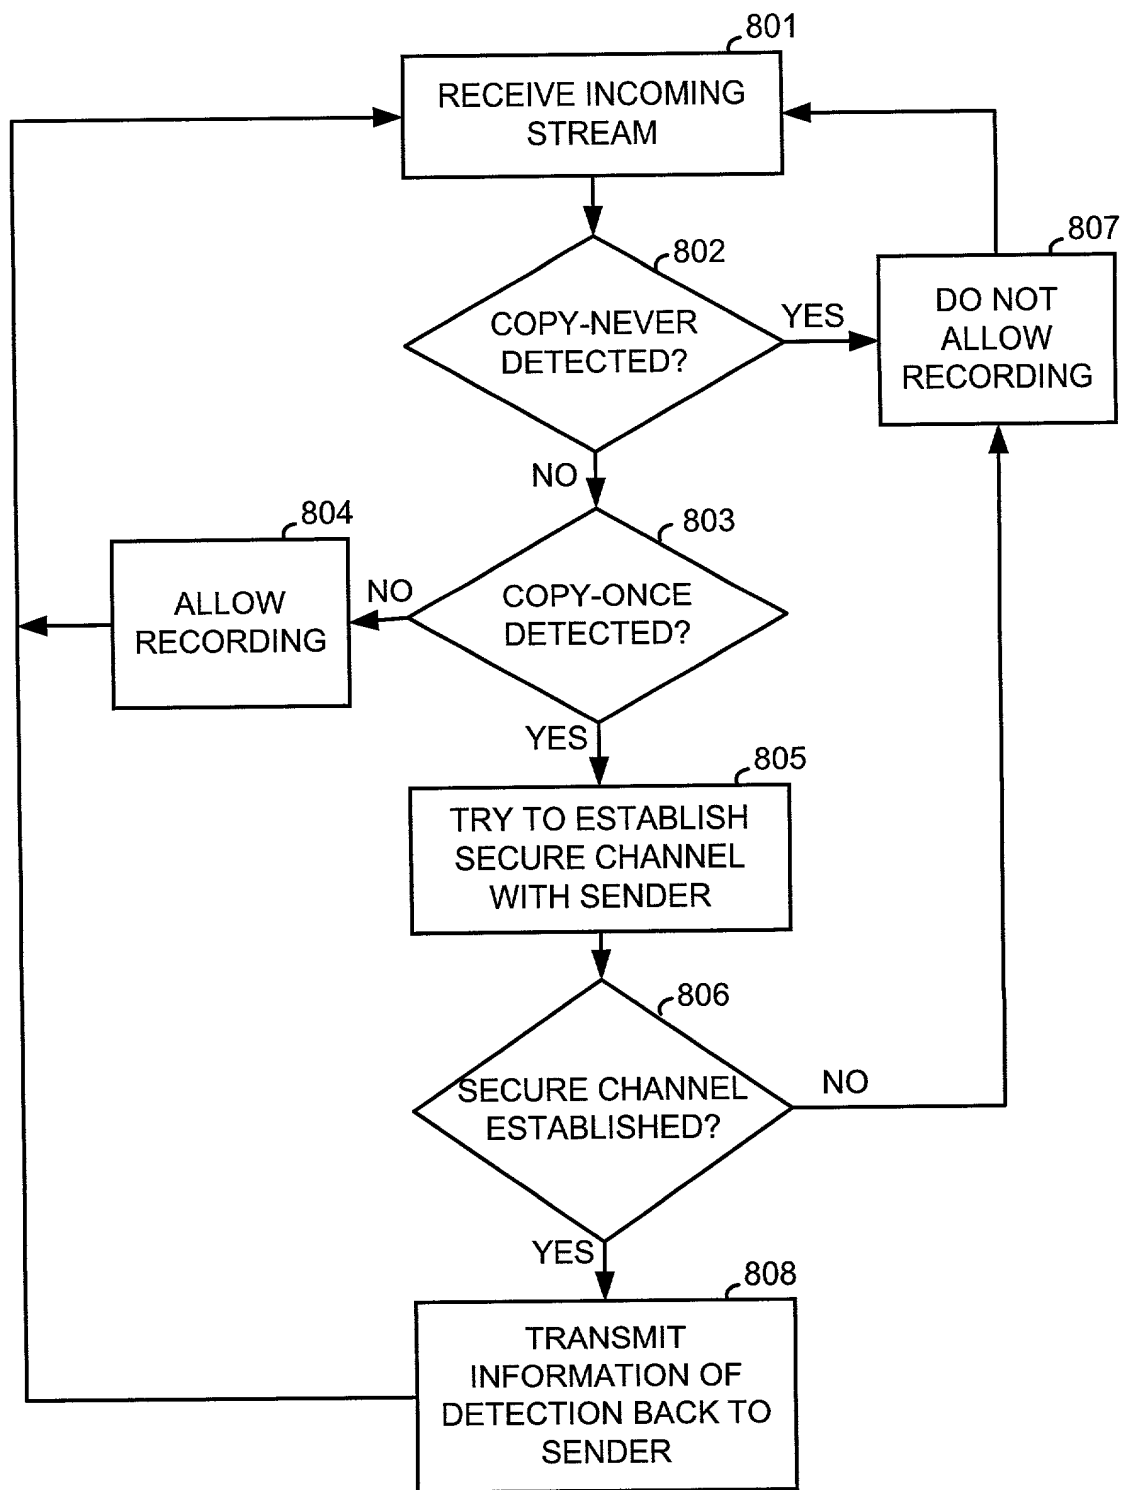 801
RECEIVE INCOMING
STREAM
802
COPY-NEVER
DETECTED?
YES
807
DO NOT
ALLOW
RECORDING
NO
803
COPY-ONCE
DETECTED?
NO
804
ALLOW
RECORDING
YES
805
TRY TO ESTABLISH
SECURE CHANNEL
WITH SENDER
806
SECURE CHANNEL
ESTABLISHED?
NO
YES
808
TRANSMIT
INFORMATION OF
DETECTION BACK TO
SENDER